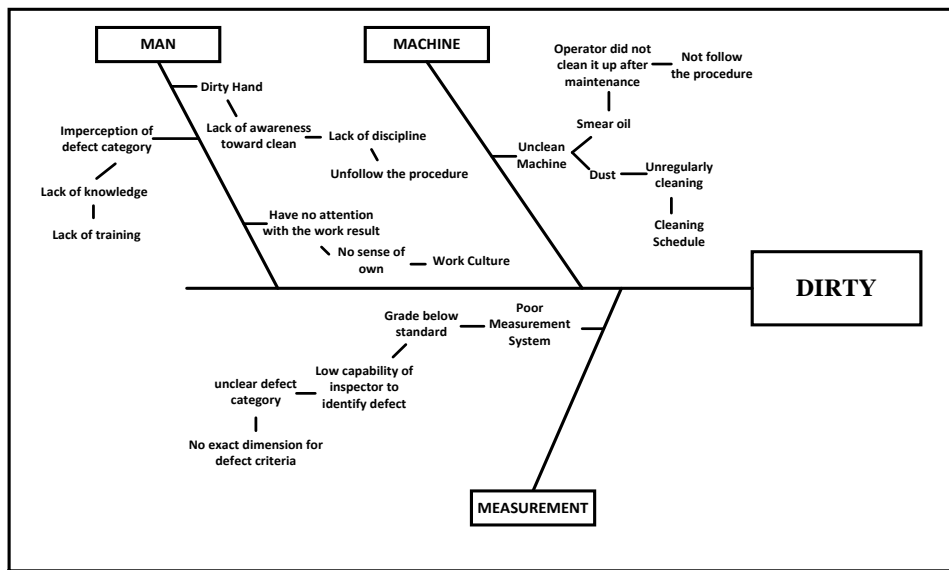 MAN
MACHINE
Operator did not
clean it up after
maintenance
Not follow
the procedure
Dirty Hand
Imperception of
defect category
Lack of awareness
toward clean
Lack of discipline
Unfollow the procedure
Lack of knowledge
Lack of training
Have no attention
with the work result
No sense of
own
Work Culture
Smear oil
Unclean
Machine
Dust
Unregularly
cleaning
Cleaning
Schedule
DIRTY
Poor
Measurement
System
Grade below
standard
Low capability of
inspector to
identify defect
unclear defect
category
No exact dimension for
defect criteria
MEASUREMENT